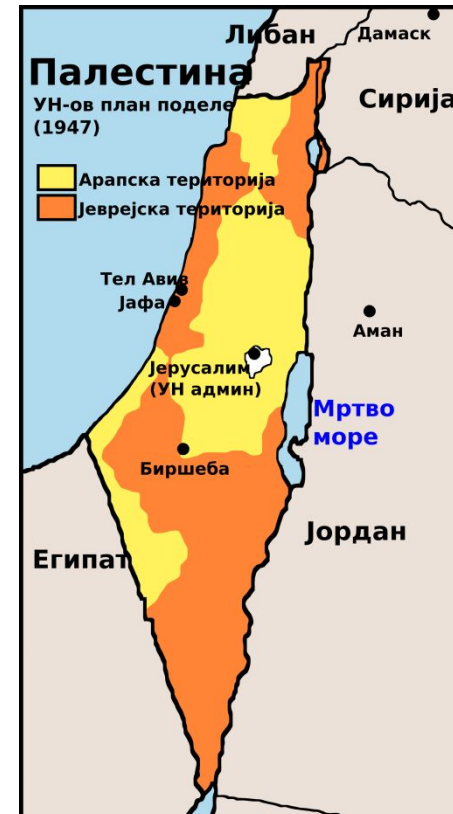 Либан
Дамаск
Палестина
УН-ов план поделе
(1947)
Сирија
Арапска територија
Јеврејска територија
Тел Авив
Јафа
Аман
Јерусалим
(УН админ)
Мртво
море
Биршеба
Јордан
Египат